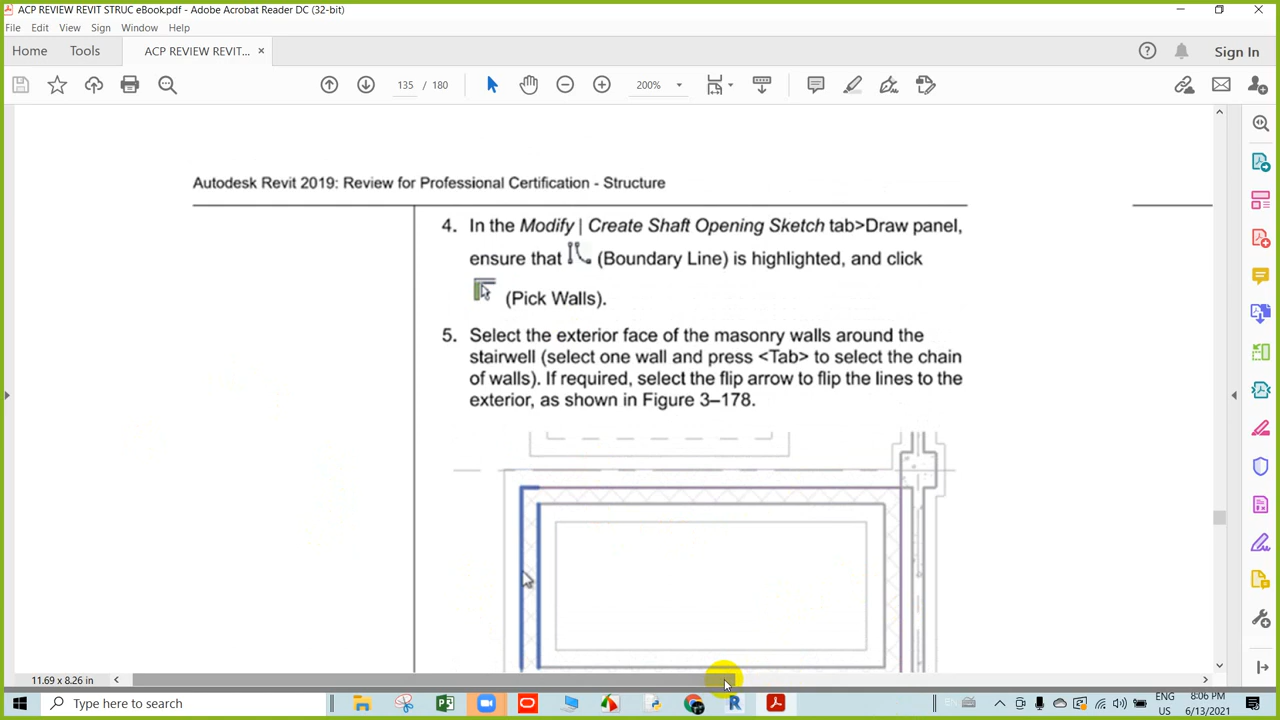 ACP REVIEW REVIT STRUC eBook.pdf - Adobe Acrobat Reader DC (32-bit)
File Edit View Sign Window Help
Home Tools ACP REVIEW REVIT... × Sign In
135 / 180 200%
Autodesk Revit 2019: Review for Professional Certification - Structure
4. In the Modify | Create Shaft Opening Sketch tab>Draw panel,
ensure that (Boundary Line) is highlighted, and click
(Pick Walls).
5. Select the exterior face of the masonry walls around the
stairwell (select one wall and press <Tab> to select the chain
of walls). If required, select the flip arrow to flip the lines to the
exterior, as shown in Figure 3–178.
11.69 x 8.26 in
Type here to search
ENG
US
8:06 PM
6/13/2021